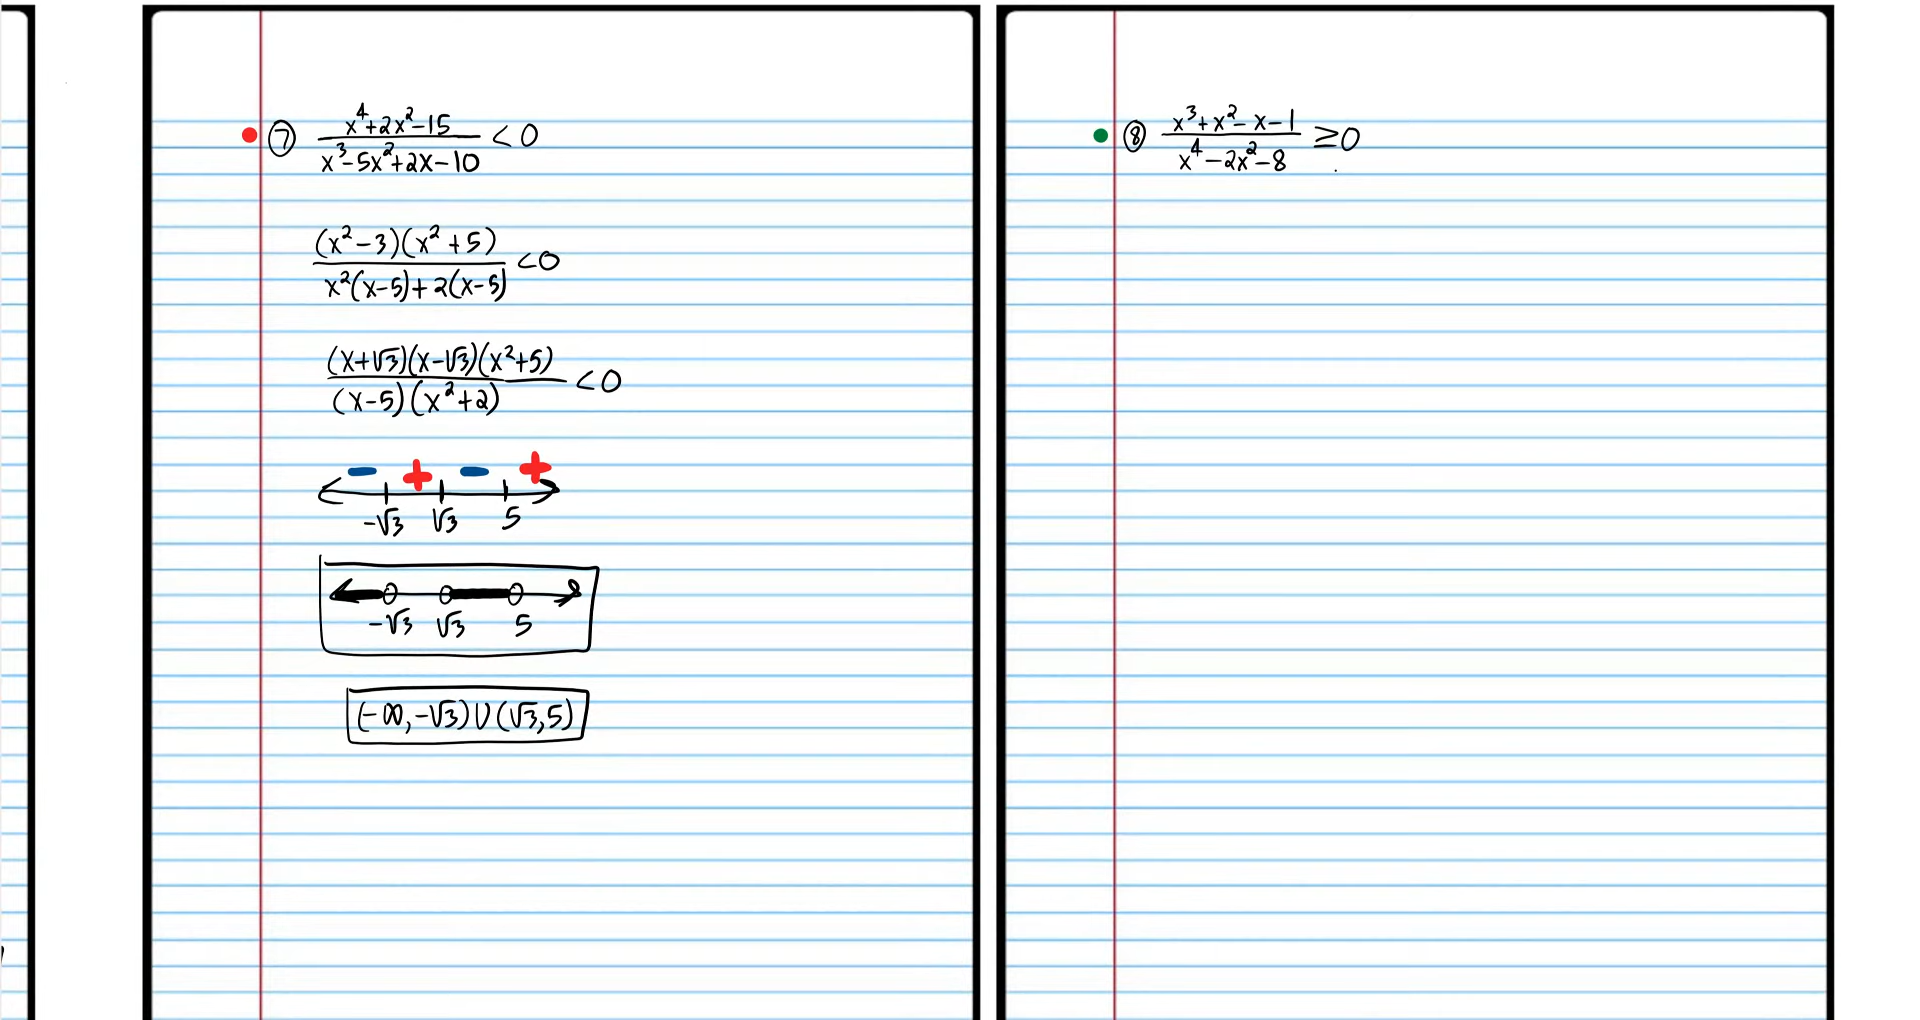 ⑦ (x⁴+2x²-15)/(x³-5x²+2x-10) < 0
((x²-3)(x²+5))/(x²(x-5)+2(x-5)) < 0
((x+√3)(x-√3)(x²+5))/((x-5)(x²+2)) < 0
- + - +
-√3 √3 5
-√3 √3 5
(-∞,-√3)∪(√3,5)
⑧ (x³+x²-x-1)/(x⁴-2x²-8) ≥ 0